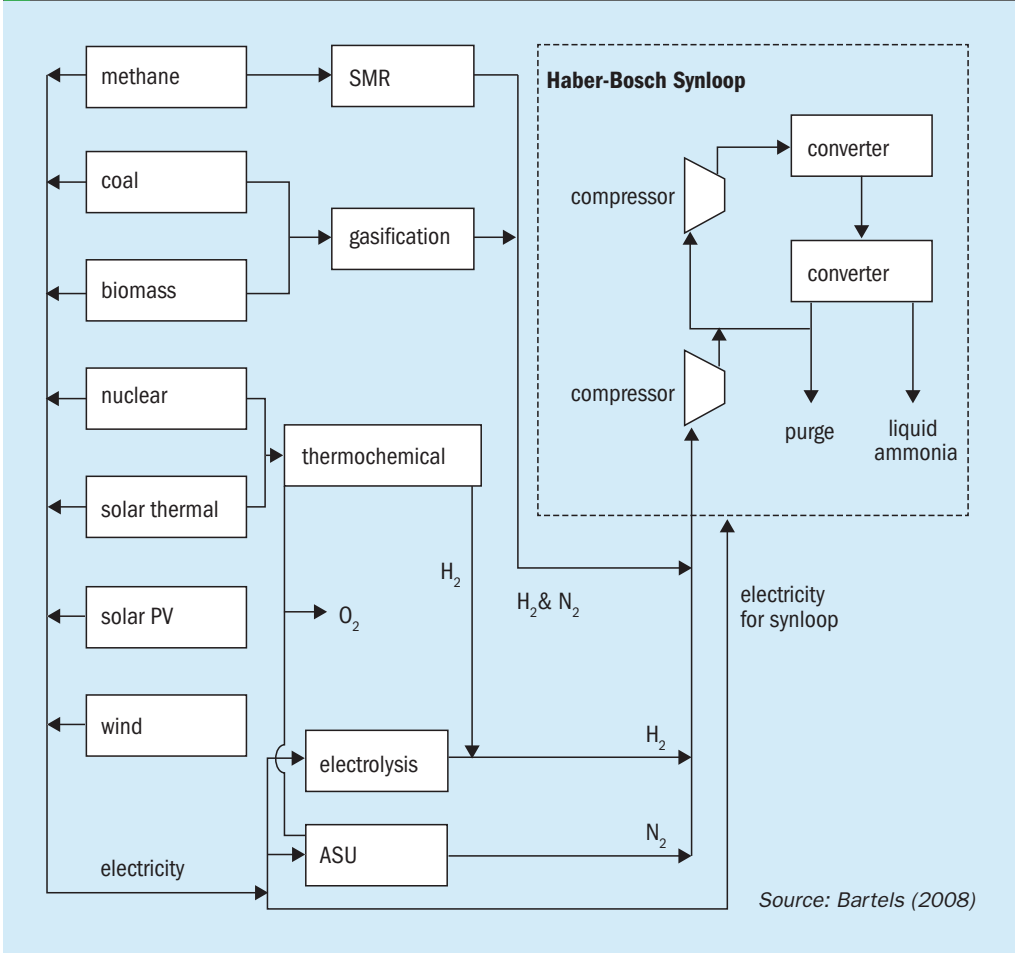 methane
SMR
Haber-Bosch Synloop
converter
coal
compressor
gasification
converter
biomass
nuclear
compressor
purge
liquid
ammonia
thermochemical
solar thermal
H₂
H₂& N₂
electricity
for synloop
solar PV
O₂
wind
H₂
electrolysis
N₂
ASU
electricity
Source: Bartels (2008)